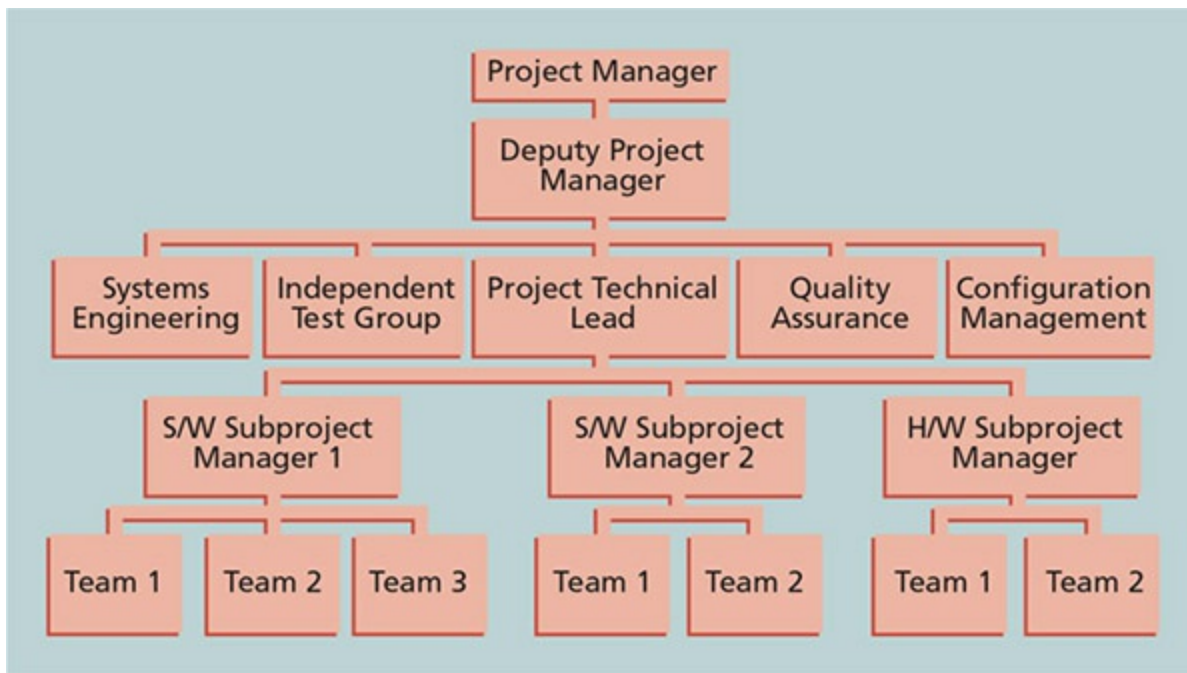 Project Manager
Deputy Project
Manager
Systems
Engineering
Independent
Test Group
Project Technical
Lead
Quality
Assurance
Configuration
Management
S/W Subproject
Manager 1
S/W Subproject
Manager 2
H/W Subproject
Manager
Team 1
Team 2
Team 3
Team 1
Team 2
Team 1
Team 2